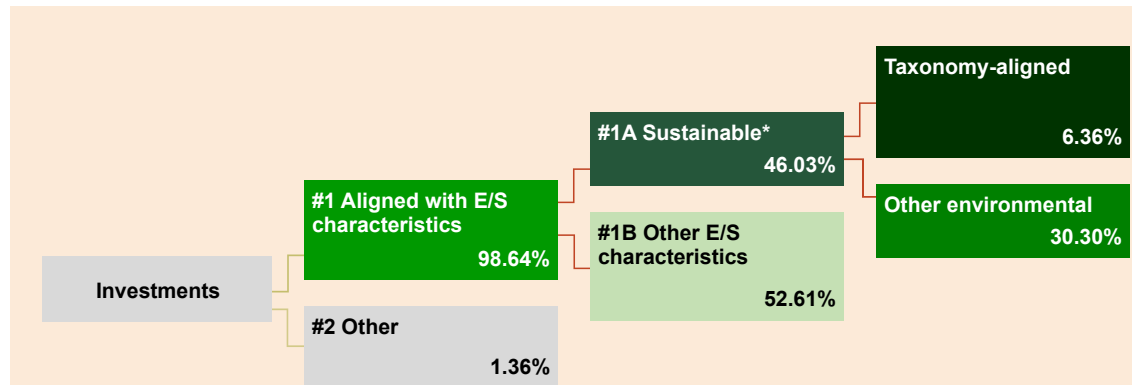 Investments
#1 Aligned with E/S
characteristics
98.64%
#2 Other
1.36%
#1A Sustainable*
46.03%
#1B Other E/S
characteristics
52.61%
Taxonomy-aligned
6.36%
Other environmental
30.30%